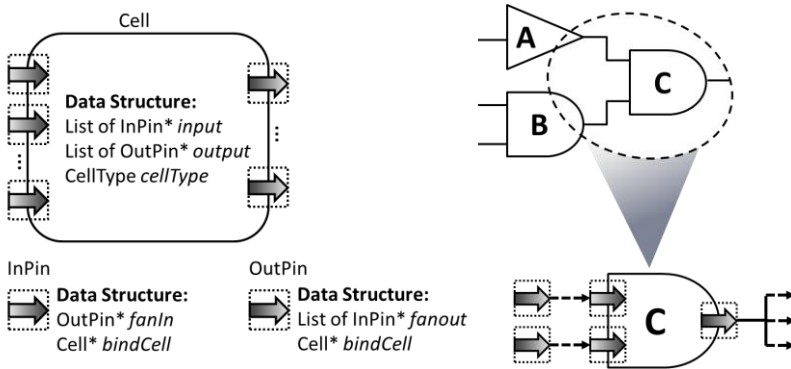 Cell
Data Structure:
List of InPin* input
List of OutPin* output
CellType cellType
InPin
Data Structure:
OutPin* fanIn
Cell* bindCell
OutPin
Data Structure:
List of InPin* fanout
Cell* bindCell
A
B
C
C